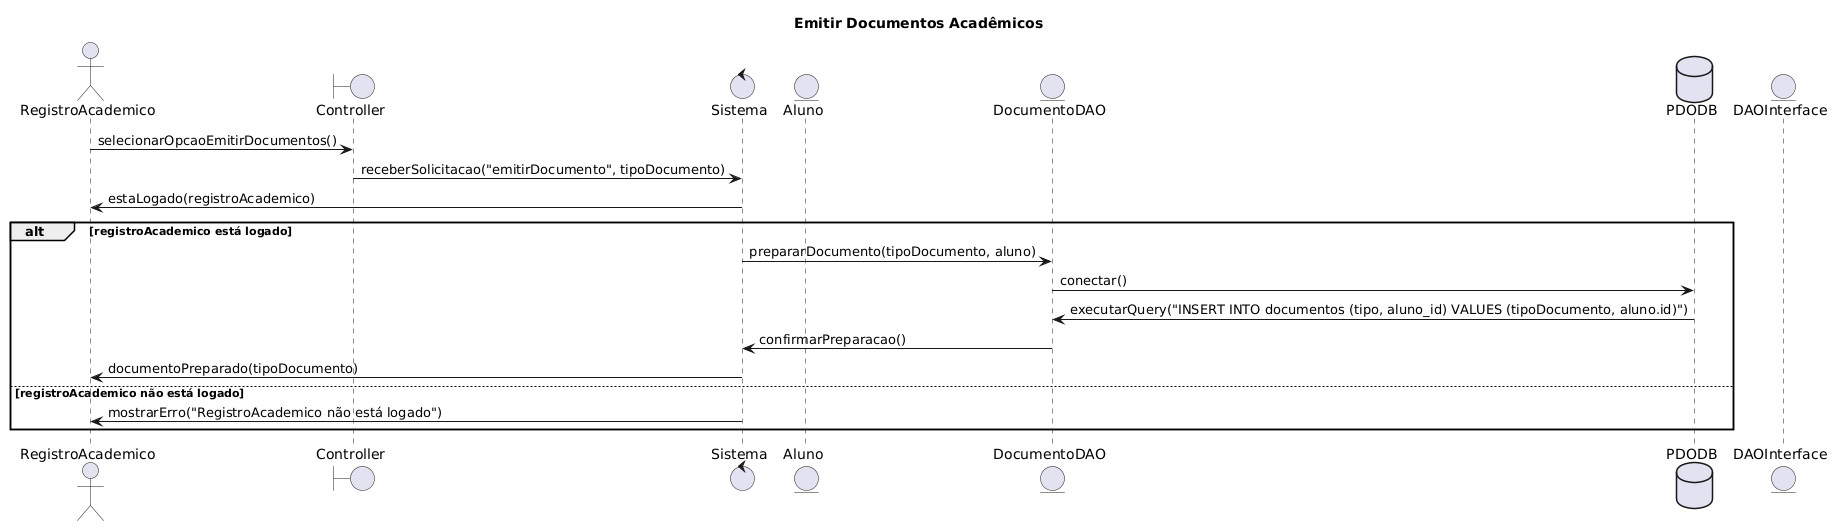 Emitir Documentos Acadêmicos
RegistroAcademico
Controller
Sistema
Aluno
DocumentoDAO
PDODB
DAOInterface
selecionarOpcaoEmitirDocumentos()
receberSolicitacao("emitirDocumento", tipoDocumento)
estaLogado(registroAcademico)
alt
[registroAcademico está logado]
prepararDocumento(tipoDocumento, aluno)
conectar()
executarQuery("INSERT INTO documentos (tipo, aluno_id) VALUES (tipoDocumento, aluno.id)")
confirmarPreparacao()
documentoPreparado(tipoDocumento)
[registroAcademico não está logado]
mostrarErro("RegistroAcademico não está logado")
RegistroAcademico
Controller
Sistema
Aluno
DocumentoDAO
PDODB
DAOInterface